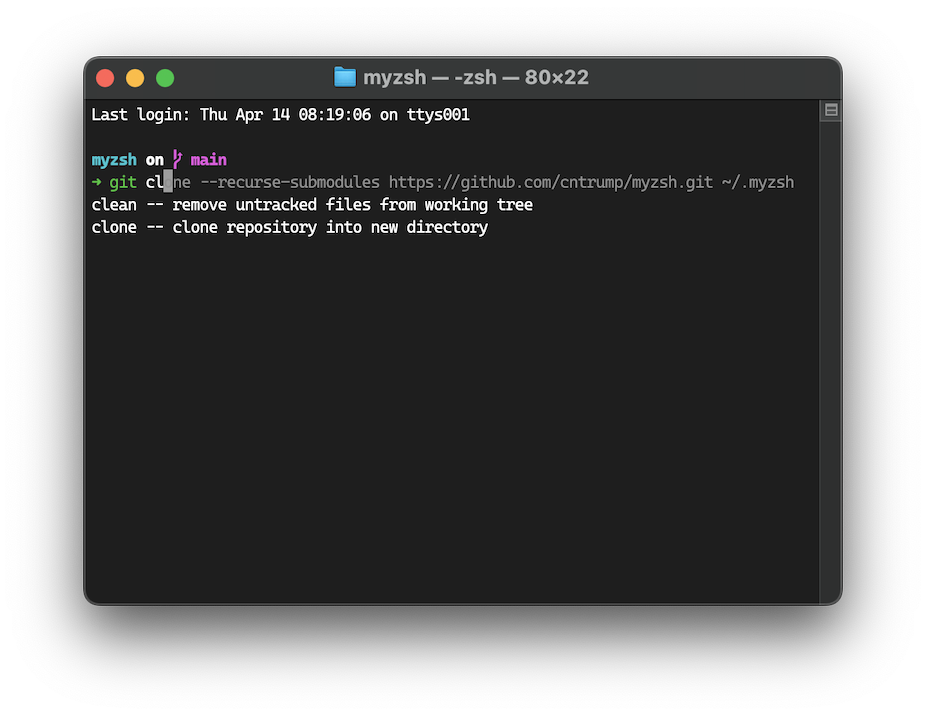 myzsh — -zsh — 80×22
Last login: Thu Apr 14 08:19:06 on ttys001
myzsh on main
→ git clone --recurse-submodules https://github.com/cntrump/myzsh.git ~/.myzsh
clean -- remove untracked files from working tree
clone -- clone repository into new directory